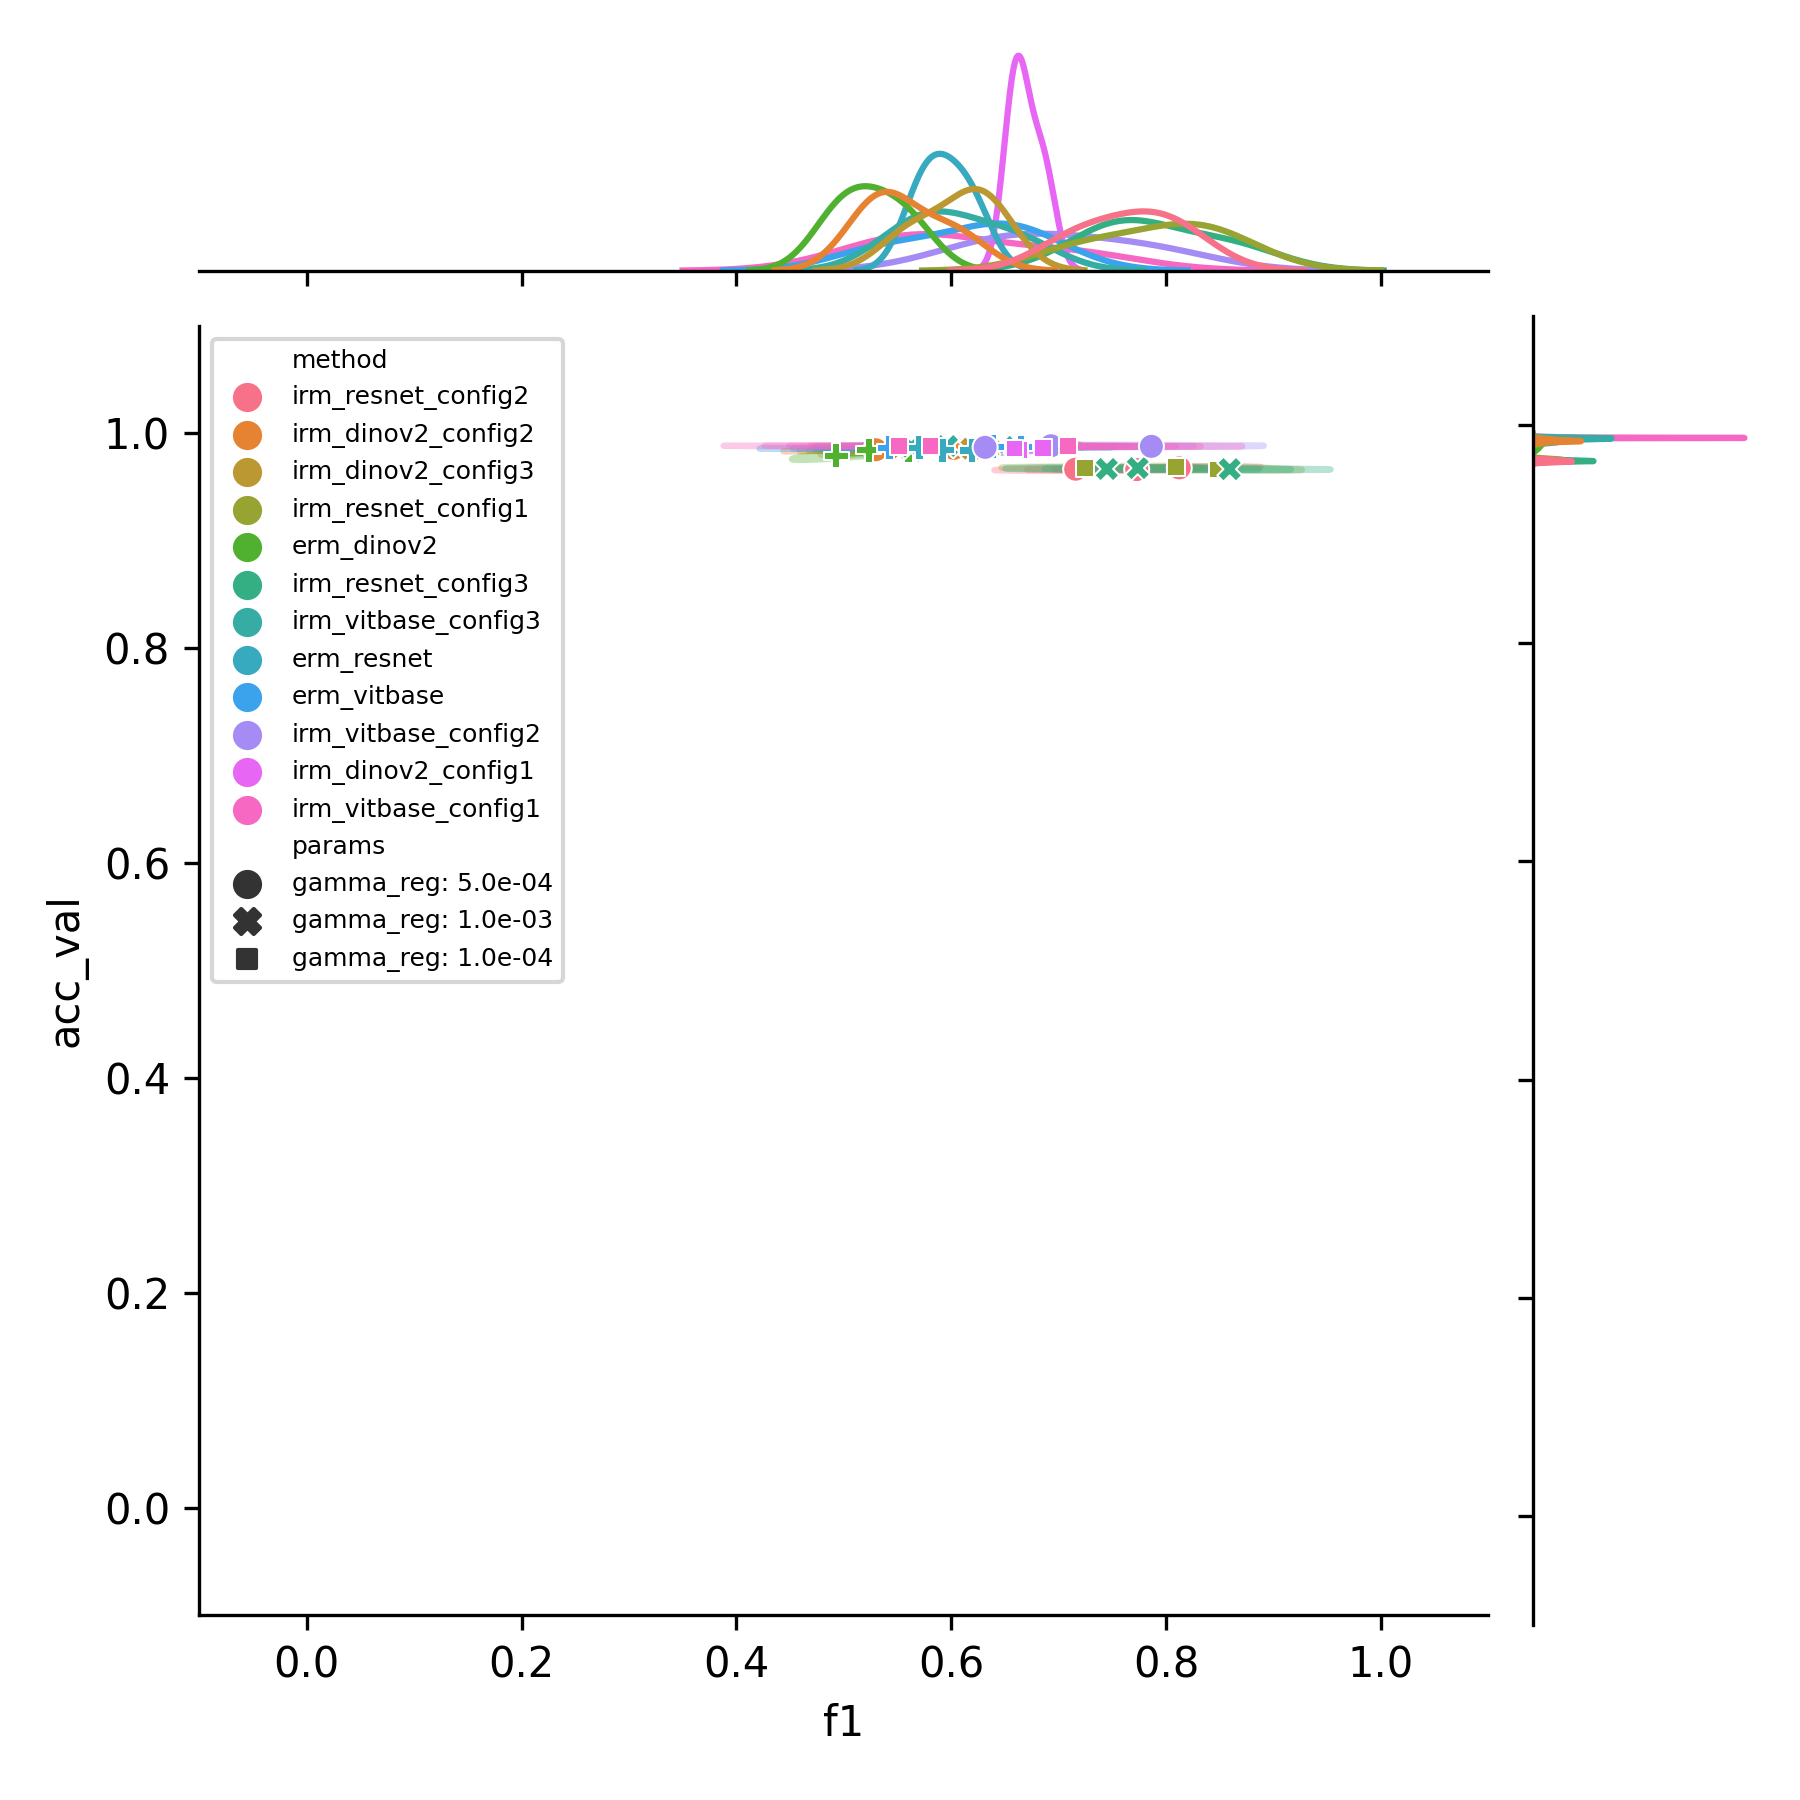 method
irm_resnet_config2
irm_dinov2_config2
irm_dinov2_config3
irm_resnet_config1
erm_dinov2
irm_resnet_config3
irm_vitbase_config3
erm_resnet
erm_vitbase
irm_vitbase_config2
irm_dinov2_config1
irm_vitbase_config1
params
gamma_reg: 5.0e-04
gamma_reg: 1.0e-03
gamma_reg: 1.0e-04
1.0
0.8
0.6
0.4
0.2
0.0
acc_val
0.0 0.2 0.4 0.6 0.8 1.0
f1